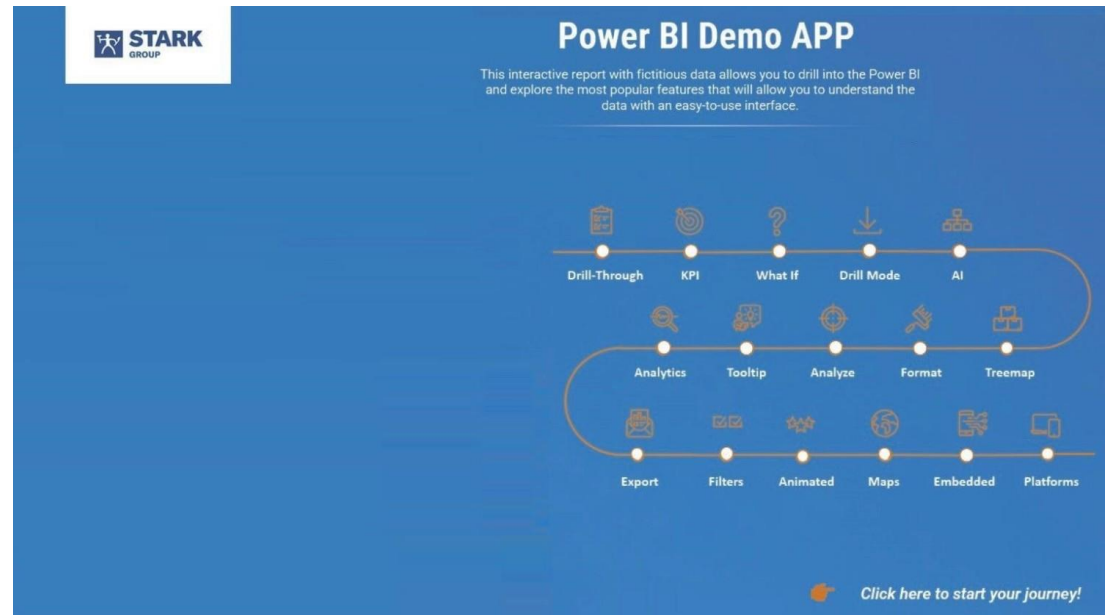 STARK
GROUP
Power BI Demo APP
This interactive report with fictitious data allows you to drill into the Power BI
and explore the most popular features that will allow you to understand the
data with an easy-to-use interface.
Drill-Through KPI What If Drill Mode AI
Analytics Tooltip Analyze Format Treemap
Export Filters Animated Maps Embedded Platforms
Click here to start your journey!